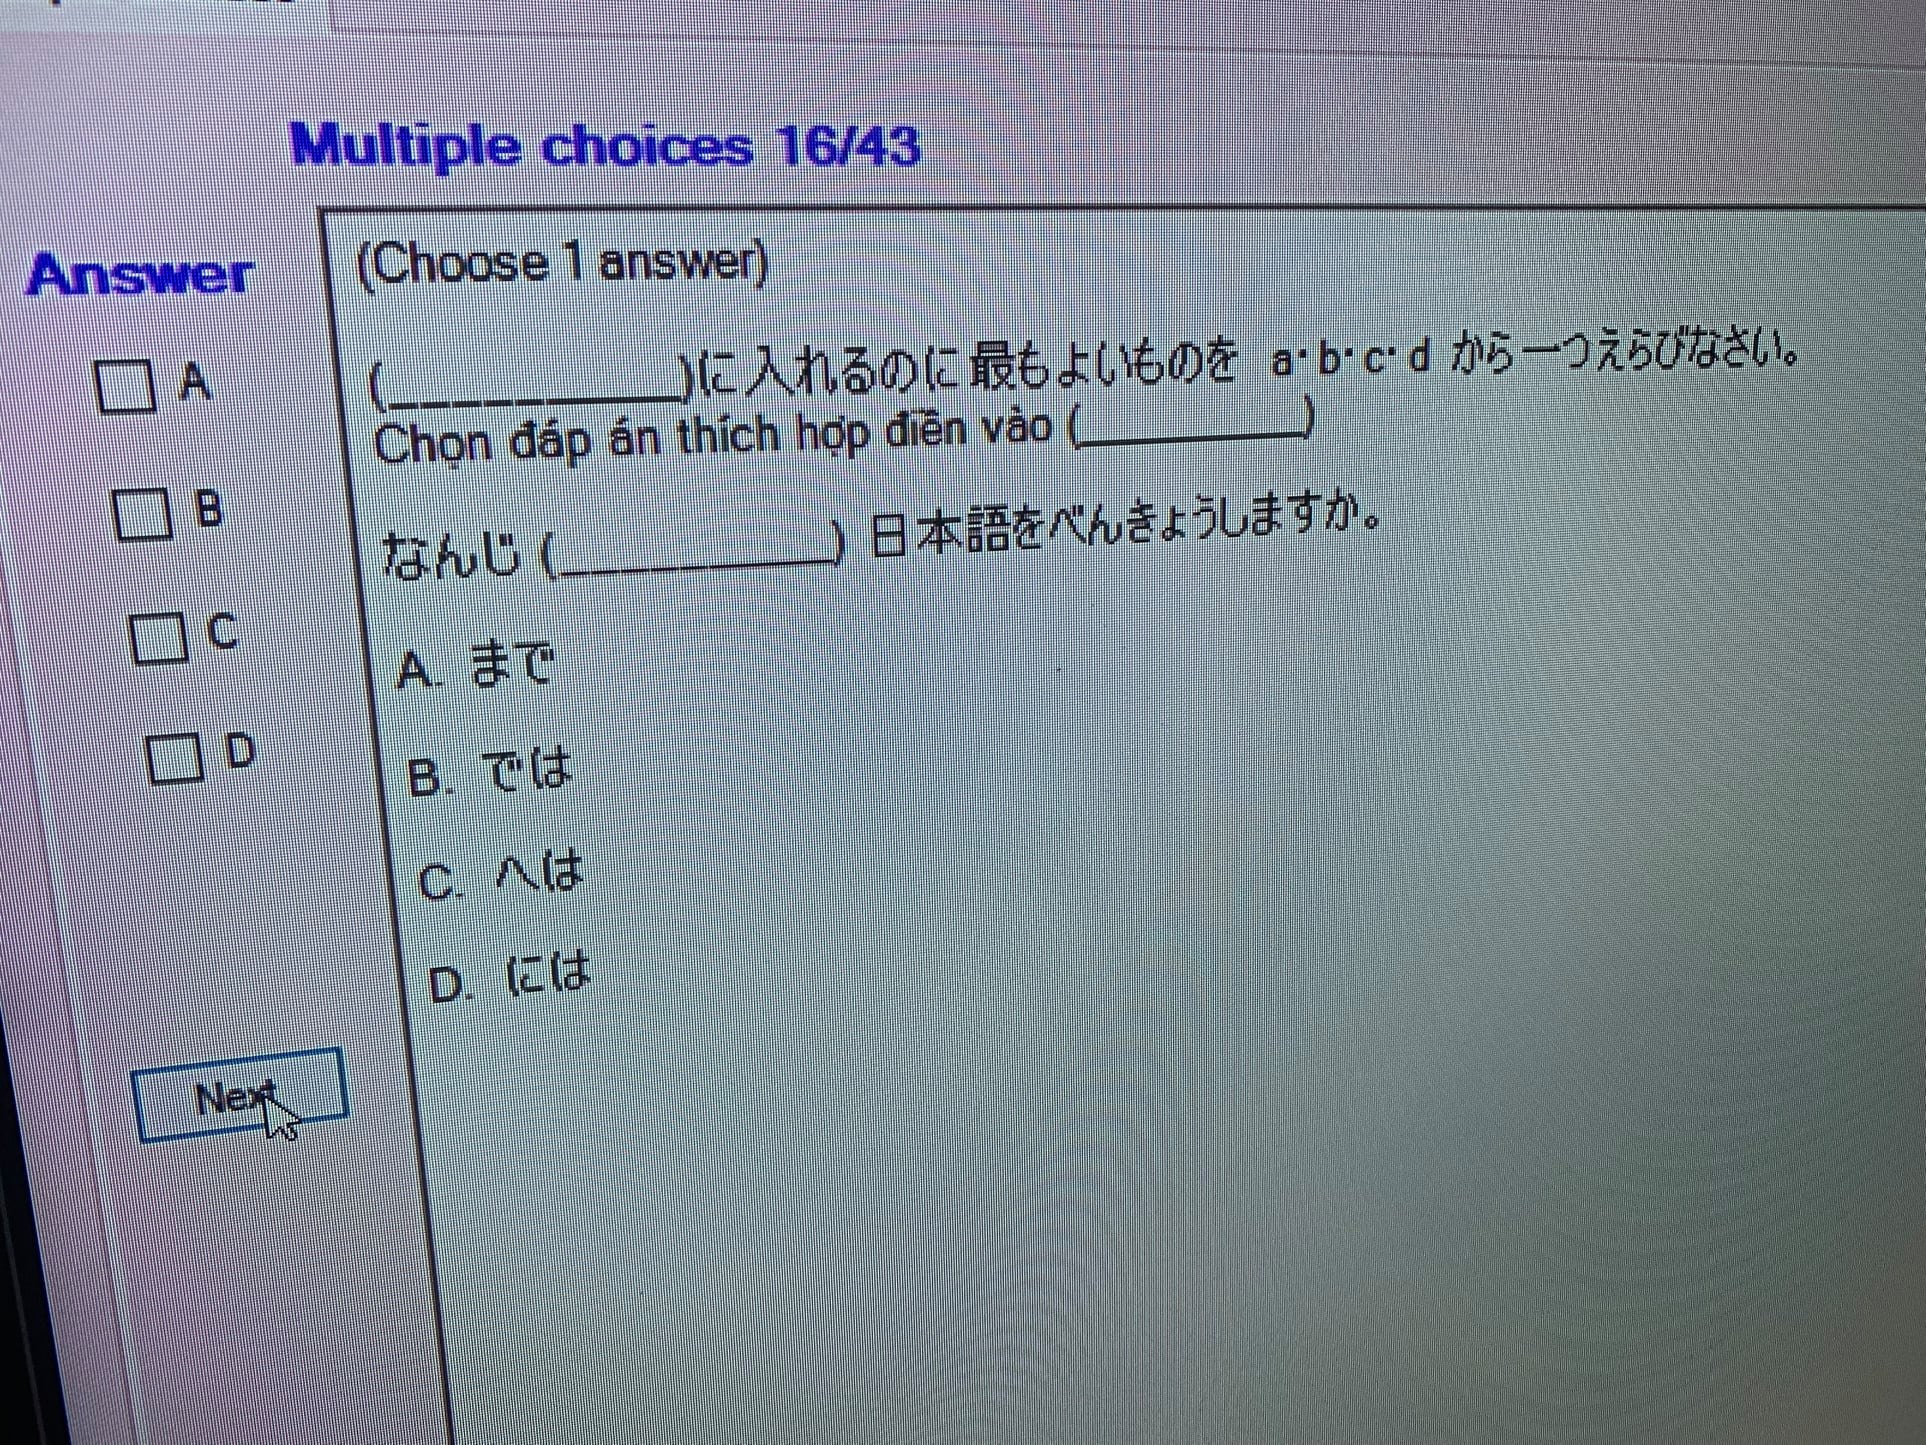 Multiple choices 16/43
Answer
(Choose 1 answer)
(__________)に入れるのに最もよいものを a・b・c・d から一つえらびなさい。
Chọn đáp án thích hợp điền vào (________)
なんじ (__________) 日本語をべんきょうしますか。
A. まで
B. では
C. へは
D. には
A
B
C
D
Next